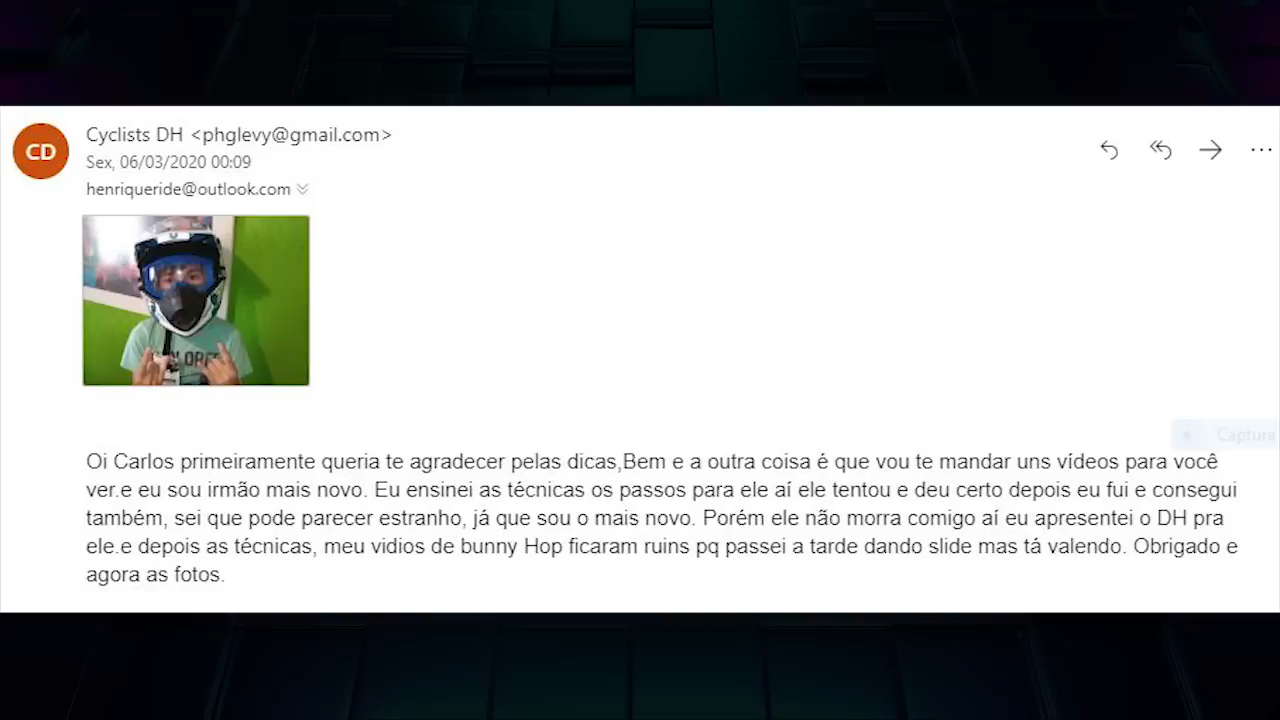 CD
Cyclists DH <phglevy@gmail.com>
Sex, 06/03/2020 00:09
henriqueride@outlook.com
Captura
Oi Carlos primeiramente queria te agradecer pelas dicas,Bem e a outra coisa é que vou te mandar uns vídeos para você
ver.e eu sou irmão mais novo. Eu ensinei as técnicas os passos para ele aí ele tentou e deu certo depois eu fui e consegui
também, sei que pode parecer estranho, já que sou o mais novo. Porém ele não morra comigo aí eu apresentei o DH pra
ele.e depois as técnicas, meu vidios de bunny Hop ficaram ruins pq passei a tarde dando slide mas tá valendo. Obrigado e
agora as fotos.